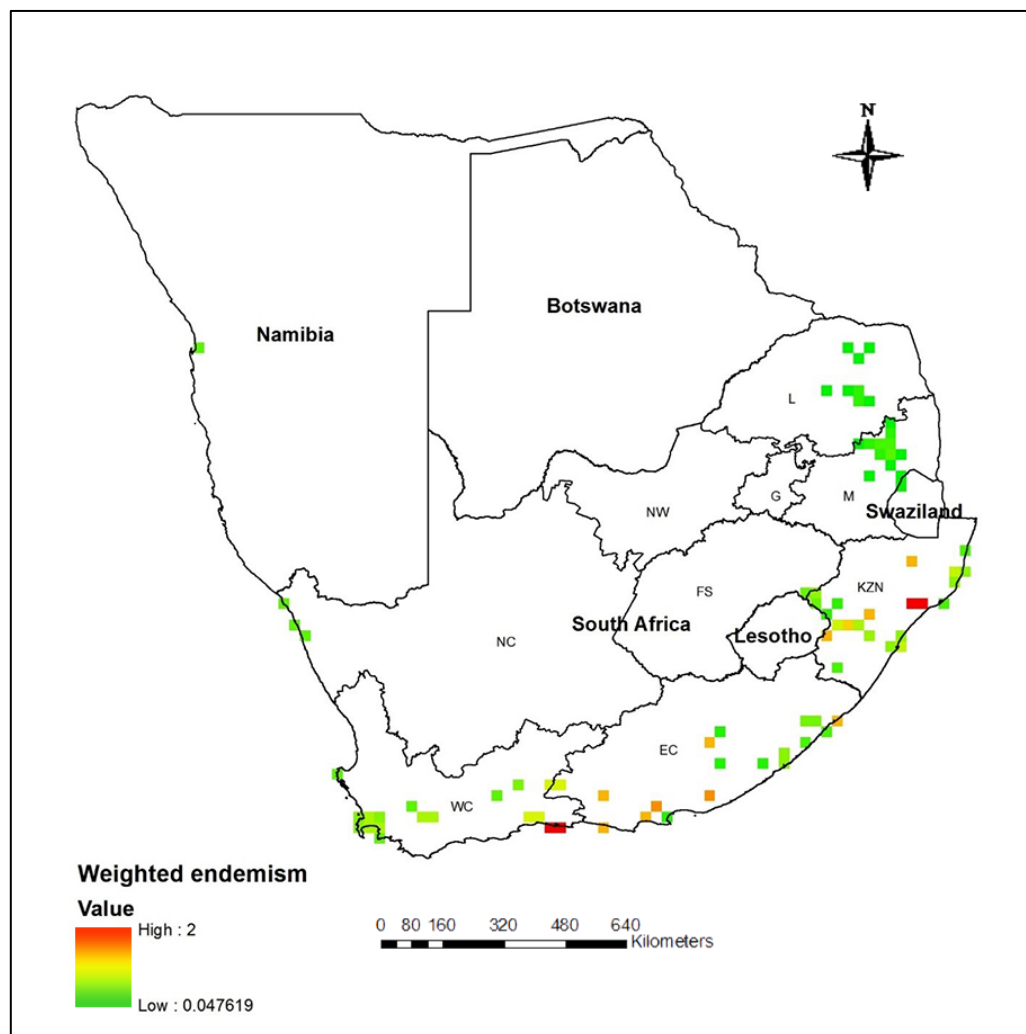 N
Botswana
Namibia
L
NW
G
M
Swaziland
FS
KZN
South Africa
Lesotho
NC
EC
WC
Weighted endemism
Value
High : 2
Low : 0.047619
0 80 160 320 480 640
Kilometers